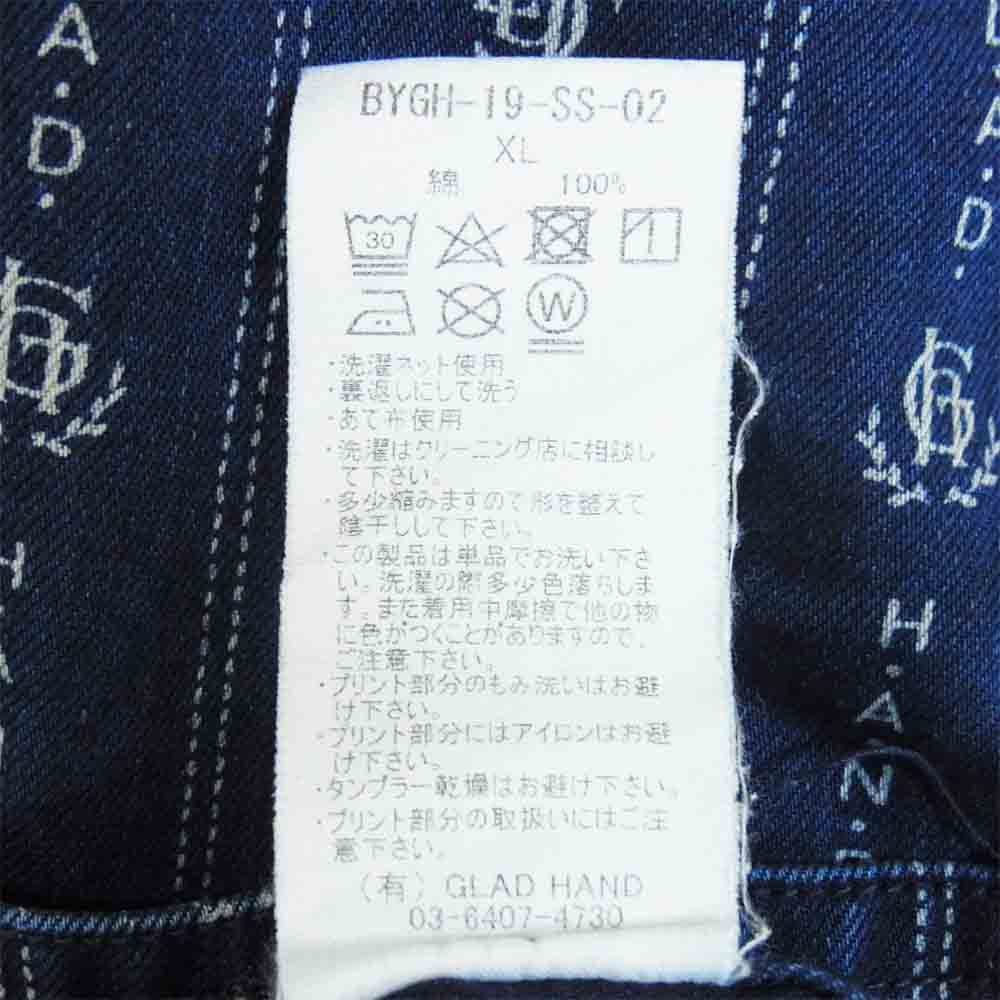 A.D.
BYGH-19-SS-02
XL
綿 100%
30
W
・洗濯ネット使用
・裏返しにして洗う
・あて布使用
・洗濯はクリーニング店に相談し
て下さい。
・多少縮みますので形を整えて
陰干しして下さい。
・この製品は単品でお洗い下さ
い。洗濯の際多少色落ちしま
す。また着用中摩擦で他の物
に色がつくことがありますので、
ご注意下さい。
・プリント部分のもみ洗いはお避
け下さい。
・プリント部分にはアイロンはお避
け下さい。
・タンブラー乾燥はお避け下さい。
・プリント部分の取扱いにはご注
意下さい。
(有) GLAD HAND
03-6407-4730
A.D.
GH
GH
H.A.N.